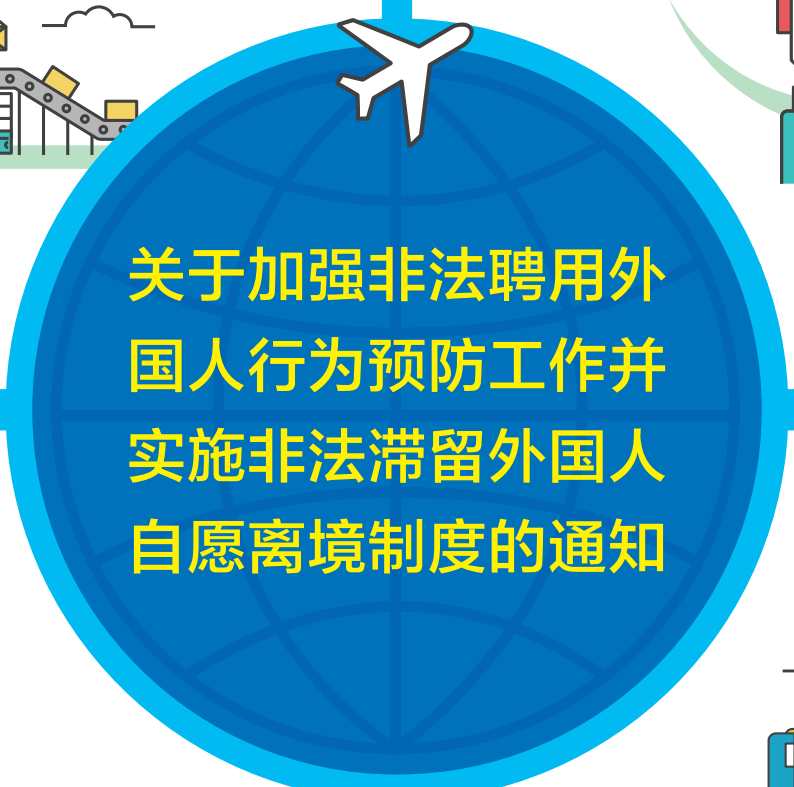 关于加强非法聘用外
国人行为预防工作并
实施非法滞留外国人
自愿离境制度的通知